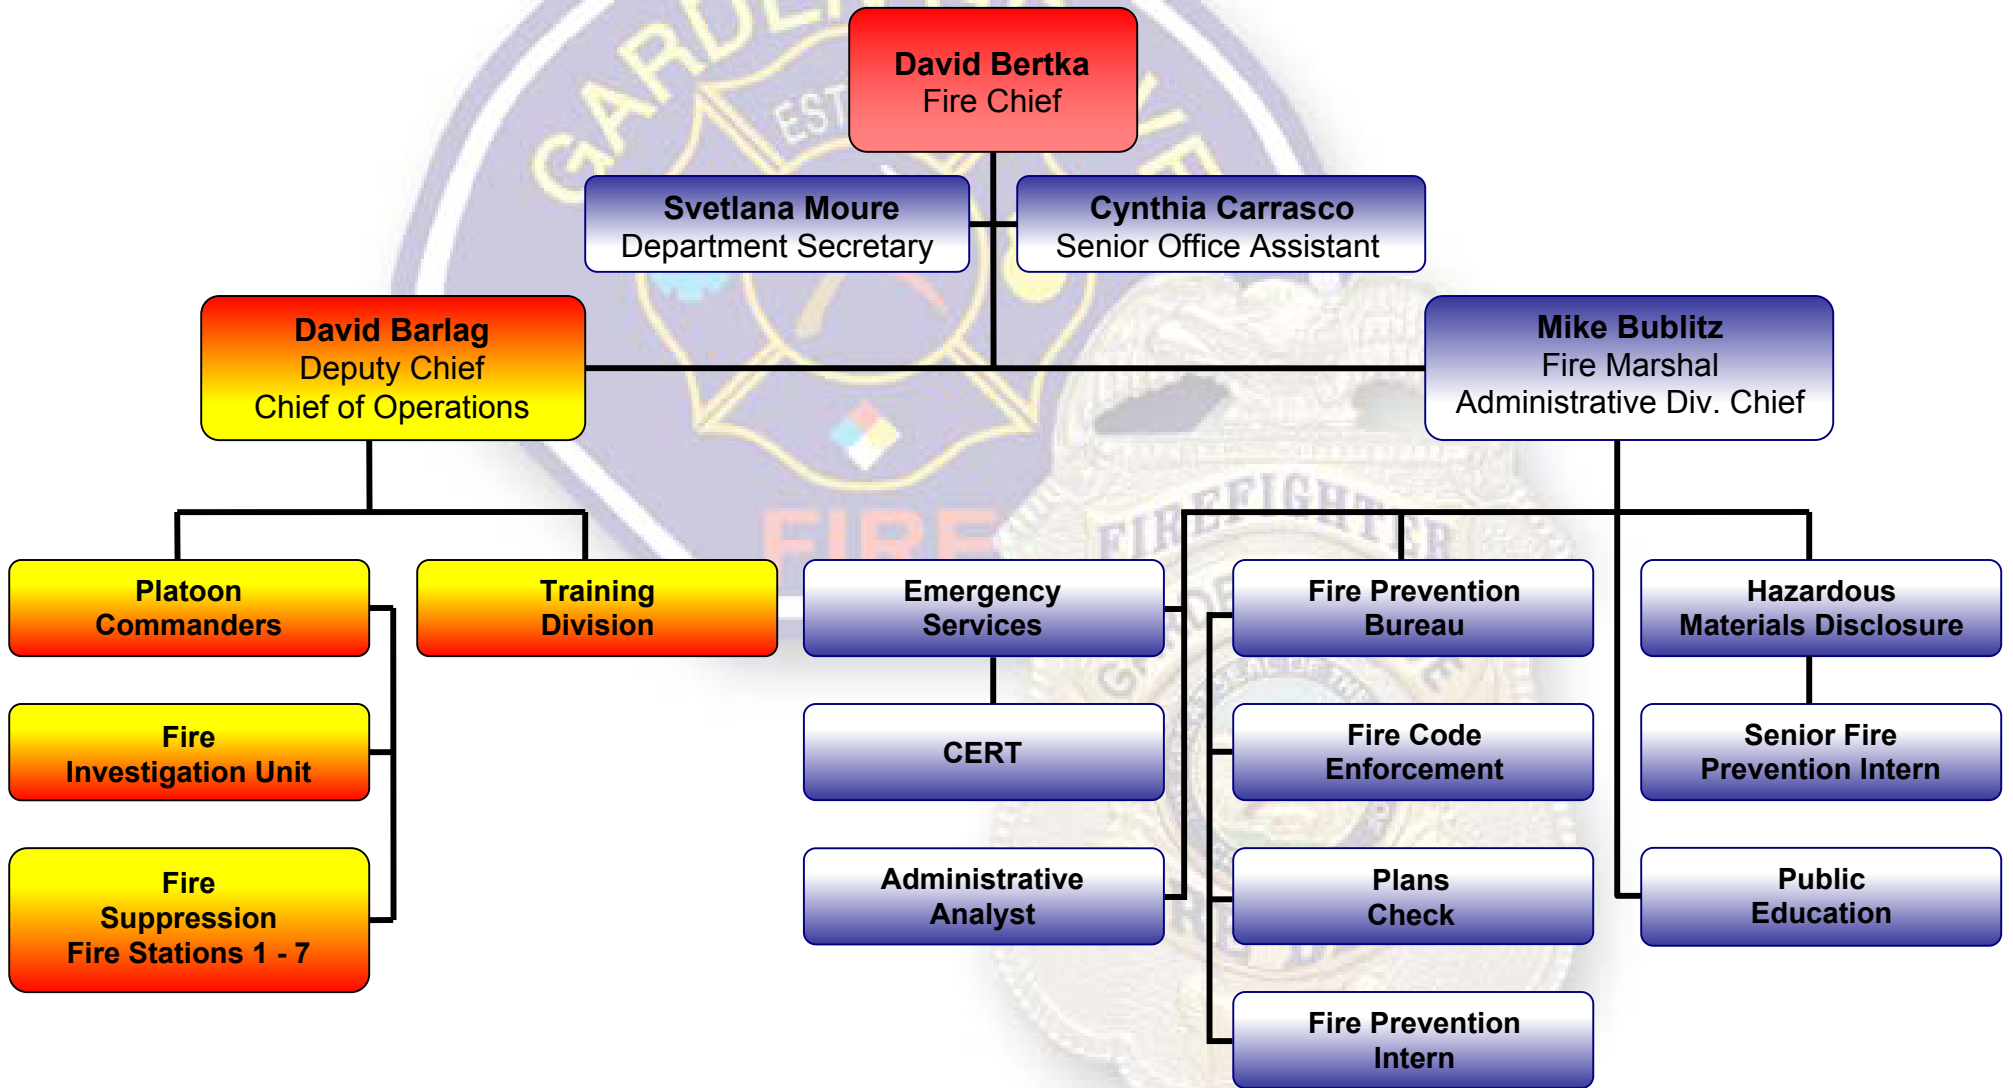 David Bertka
Fire Chief
Svetlana Moure
Department Secretary
Cynthia Carrasco
Senior Office Assistant
David Barlag
Deputy Chief
Chief of Operations
Mike Bublitz
Fire Marshal
Administrative Div. Chief
Platoon
Commanders
Training
Division
Emergency
Services
Fire Prevention
Bureau
Hazardous
Materials Disclosure
Fire
Investigation Unit
CERT
Fire Code
Enforcement
Senior Fire
Prevention Intern
Fire
Suppression
Fire Stations 1 - 7
Administrative
Analyst
Plans
Check
Public
Education
Fire Prevention
Intern
FIRE
FIREFIGHTER